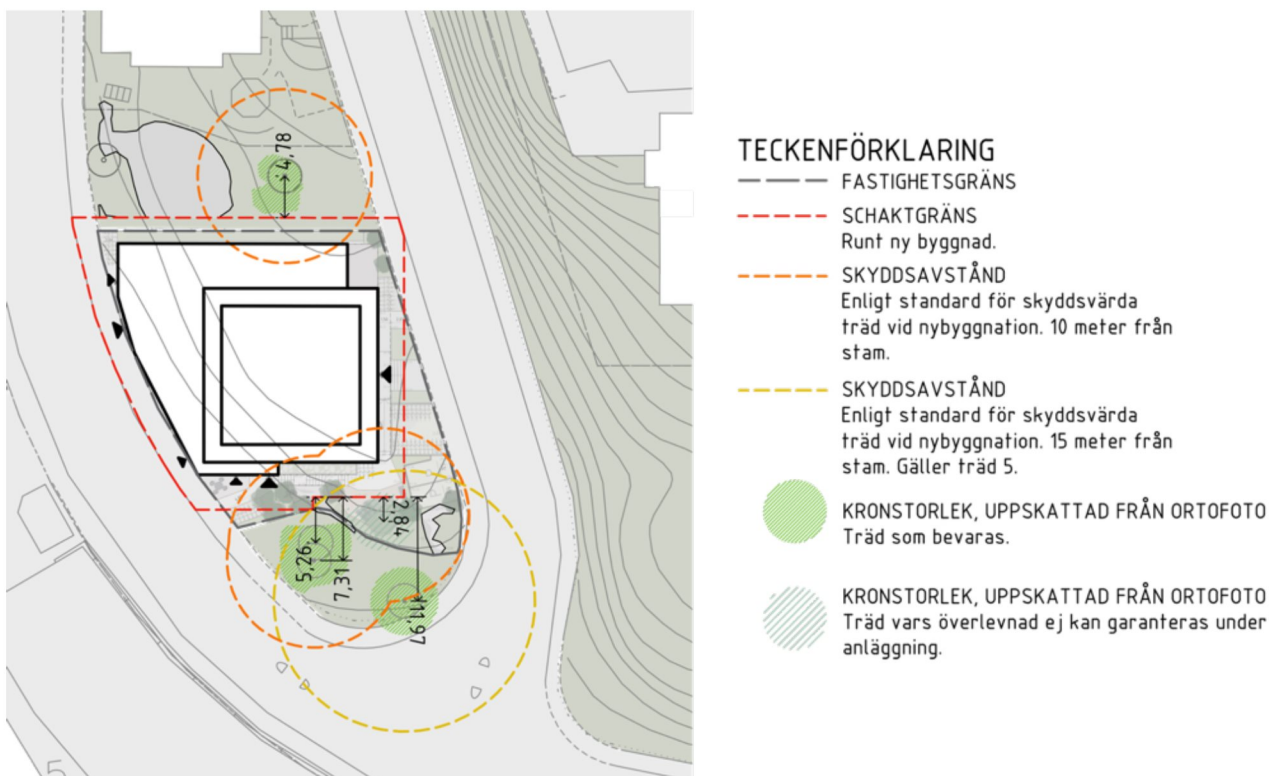 4,78
2,84
5,26
7,31
11,97
5
TECKENFÖRKLARING
FASTIGHETSGRÄNS
SCHAKTGRÄNS
Runt ny byggnad.
SKYDDSAVSTÅND
Enligt standard för skyddsvärda
träd vid nybyggnation. 10 meter från
stam.
SKYDDSAVSTÅND
Enligt standard för skyddsvärda
träd vid nybyggnation. 15 meter från
stam. Gäller träd 5.
KRONSTORLEK, UPPSKATTAD FRÅN ORTOFOTO
Träd som bevaras.
KRONSTORLEK, UPPSKATTAD FRÅN ORTOFOTO
Träd vars överlevnad ej kan garanteras under
anläggning.